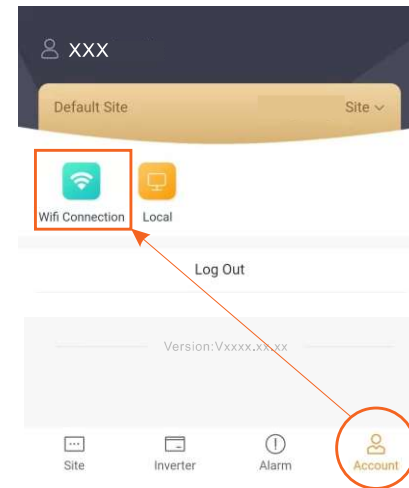 XXX
Default Site Site
Wifi Connection Local
Log Out
Version:Vxxxx.xx.xx
Site Inverter Alarm Account